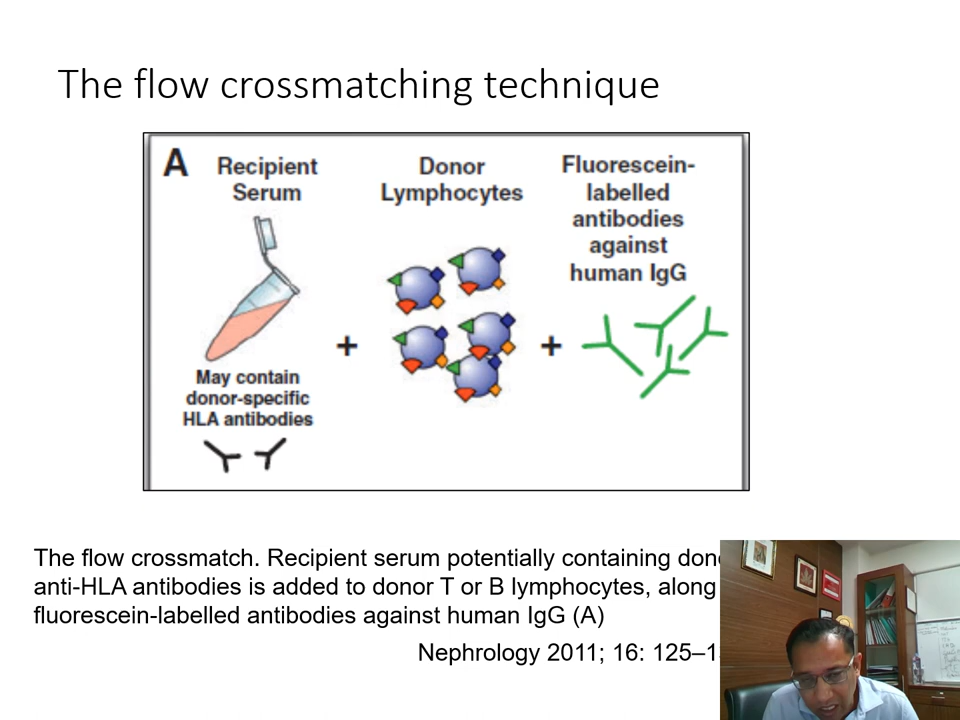 The flow crossmatching technique
A
Recipient
Serum
Donor
Lymphocytes
Fluorescein-
labelled
antibodies
against
human IgG
+
+
May contain
donor-specific
HLA antibodies
The flow crossmatch. Recipient serum potentially containing
anti-HLA antibodies is added to donor T or B lymphocytes, along
fluorescein-labelled antibodies against human IgG (A)
Nephrology 2011; 16: 125–1